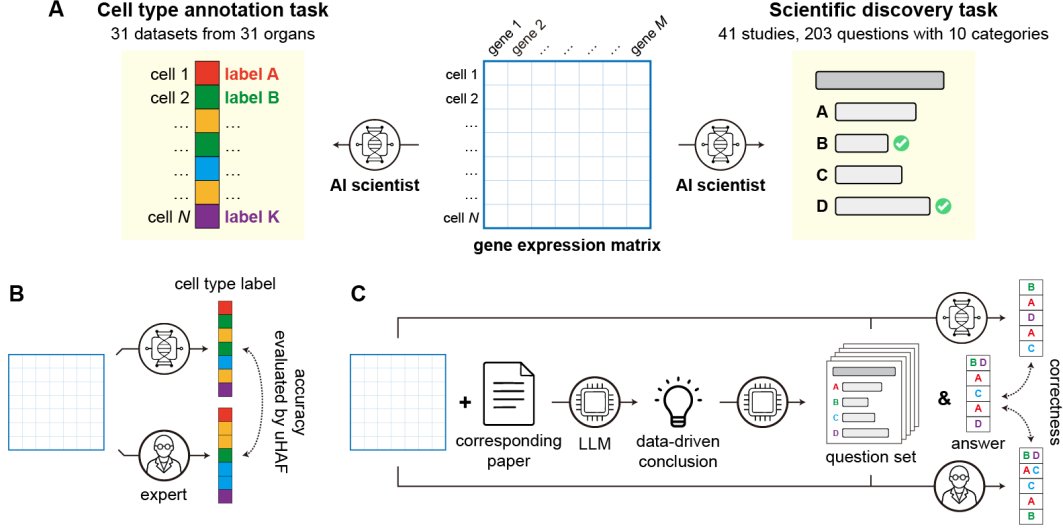 A
Cell type annotation task
31 datasets from 31 organs
cell 1
label A
cell 2
label B
...
...
...
...
...
...
...
...
cell N
label K
AI scientist
gene 1
gene 2
...
...
...
...
gene M
cell 1
cell 2
...
...
...
...
cell N
gene expression matrix
AI scientist
Scientific discovery task
41 studies, 203 questions with 10 categories
A
B
C
D
B
cell type label
expert
accuracy
evaluated by uHAF
C
+
corresponding
paper
LLM
data-driven
conclusion
A
B
C
D
question set
&
B D
A
C
A
D
answer
B
A
D
A
C
correctness
B D
A C
C
A
B